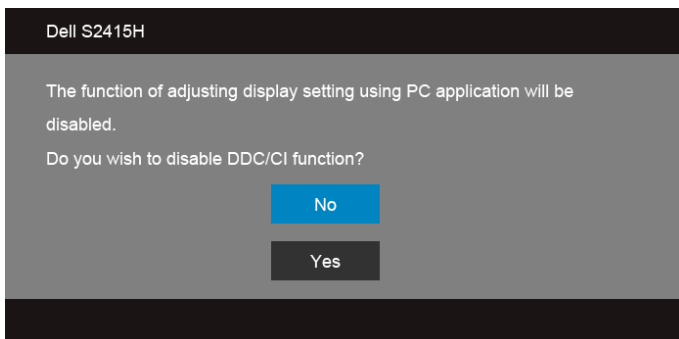 Dell S2415H
The function of adjusting display setting using PC application will be
disabled.
Do you wish to disable DDC/CI function?
No
Yes